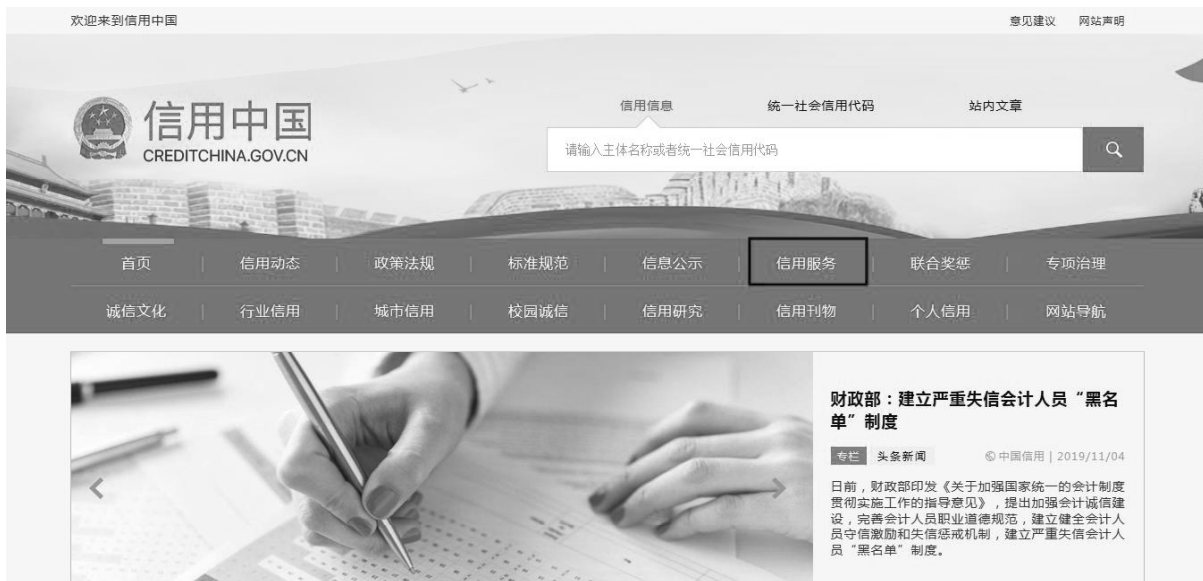 欢迎来到信用中国
意见建议 网站声明
信用中国
CREDITCHINA.GOV.CN
信用信息 统一社会信用代码 站内文章
请输入主体名称或者统一社会信用代码
首页 信用动态 政策法规 标准规范 信息公示 信用服务 联合奖惩 专项治理
诚信文化 行业信用 城市信用 校园诚信 信用研究 信用刊物 个人信用 网站导航
财政部：建立严重失信会计人员“黑名
单”制度
专栏 头条新闻 中国信用 | 2019/11/04
日前，财政部印发《关于加强国家统一的会计制度
贯彻实施工作的指导意见》，提出加强会计诚信建
设，完善会计人员职业道德规范，建立健全会计人
员守信激励和失信惩戒机制，建立严重失信会计人
员“黑名单”制度。